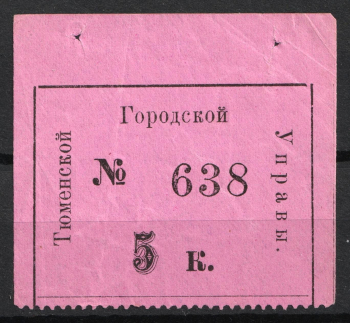 Тюменской
Городской
Управы.
№ 638
5 к.